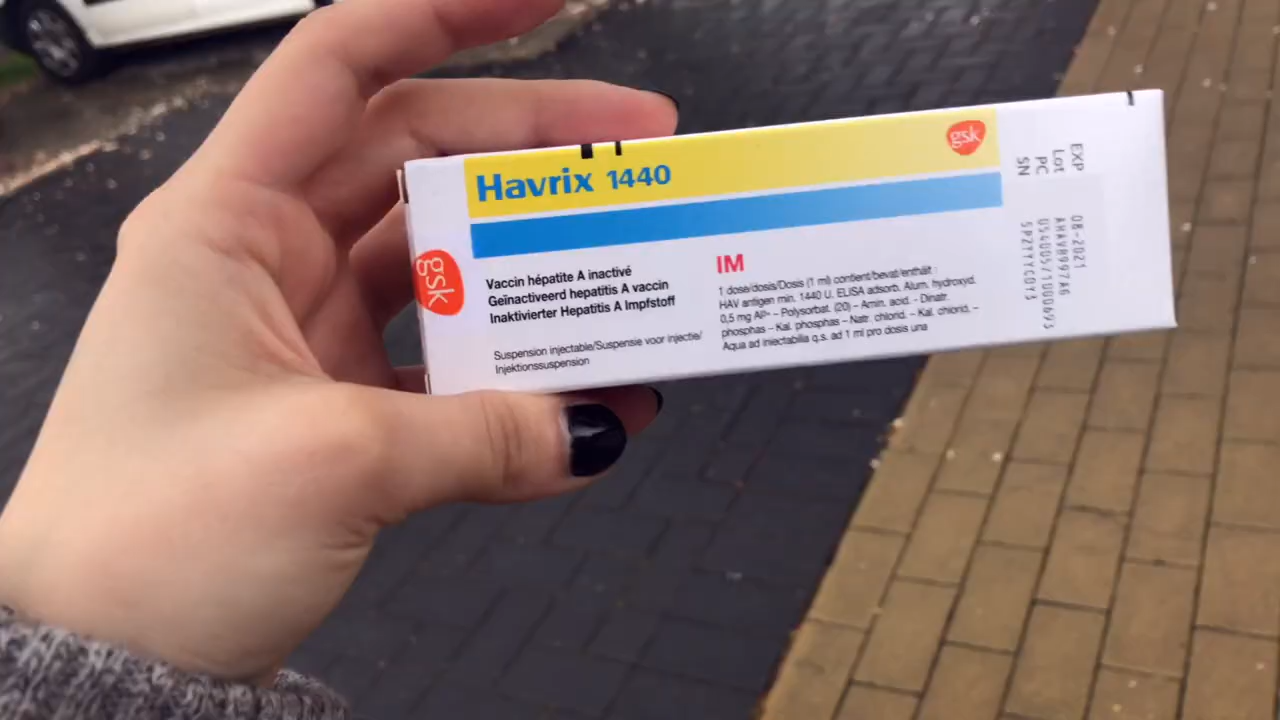 Havrix 1440
gsk
gsk
Vaccin hépatite A inactivé
Geïnactiveerd hepatitis A vaccin
Inaktivierter Hepatitis A Impfstoff
Suspension injectable/Suspensie voor injectie/
Injektionssuspension
IM
1 dose/dosis/Dosis (1 ml) contient/bevat/enthält :
HAV antigen min. 1440 U. ELISA adsorb. Alum. hydroxyd.
0,5 mg Al³⁺ – Polysorbat. (20) – Amin. acid. - Dinatr.
phosphas – Kal. phosphas – Natr. chlorid. – Kal. chlorid. –
Aqua ad iniectabilia q.s. ad 1 ml pro dosis una
EXP 08-2021
Lot AHAVB997AG
PC
SN